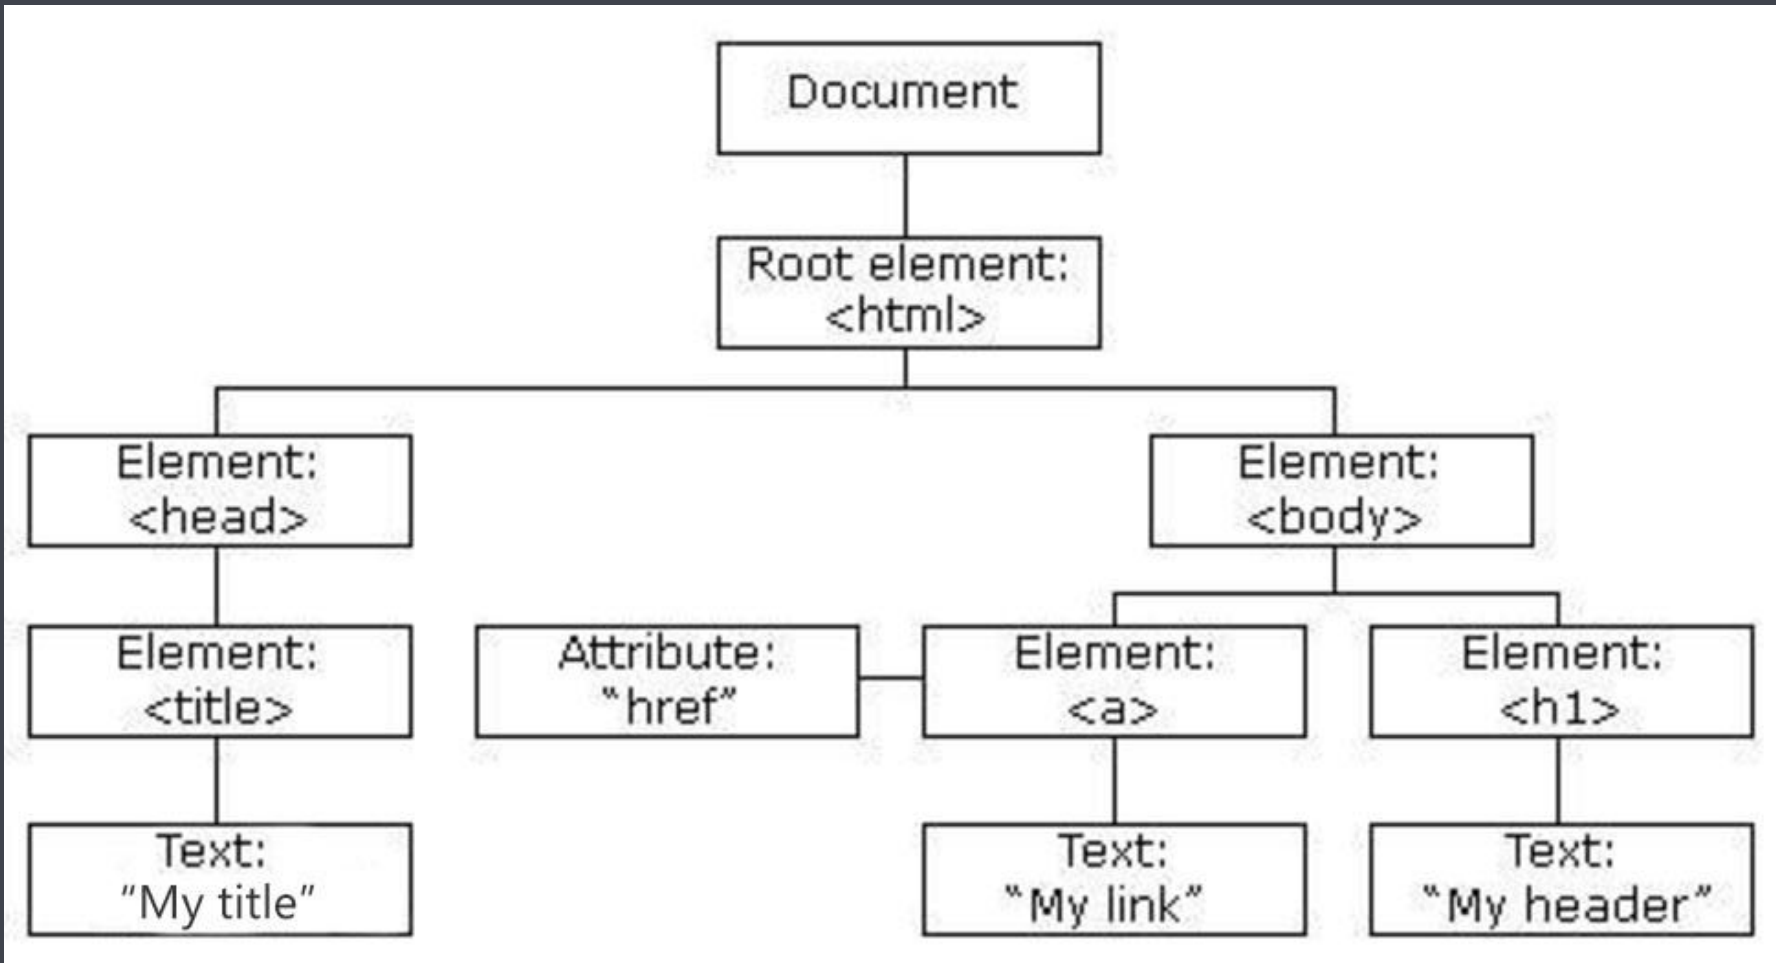 Document
Root element:
<html>
Element:
<head>
Element:
<body>
Element:
<title>
Attribute:
“href”
Element:
<a>
Element:
<h1>
Text:
“My title”
Text:
“My link”
Text:
“My header”